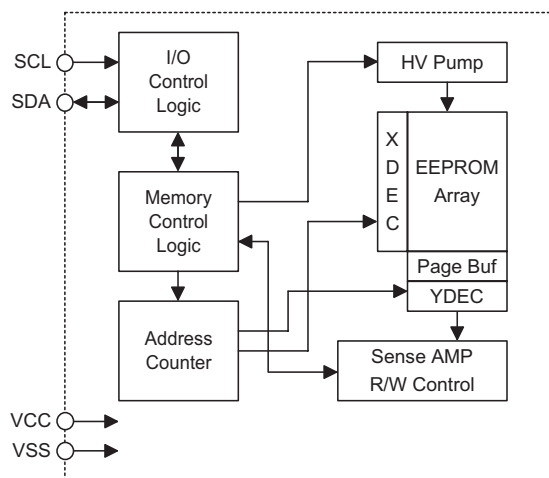 SCL
SDA
I/O
Control
Logic
HV Pump
X
D
E
C
EEPROM
Array
Memory
Control
Logic
Page Buf
YDEC
Address
Counter
Sense AMP
R/W Control
VCC
VSS